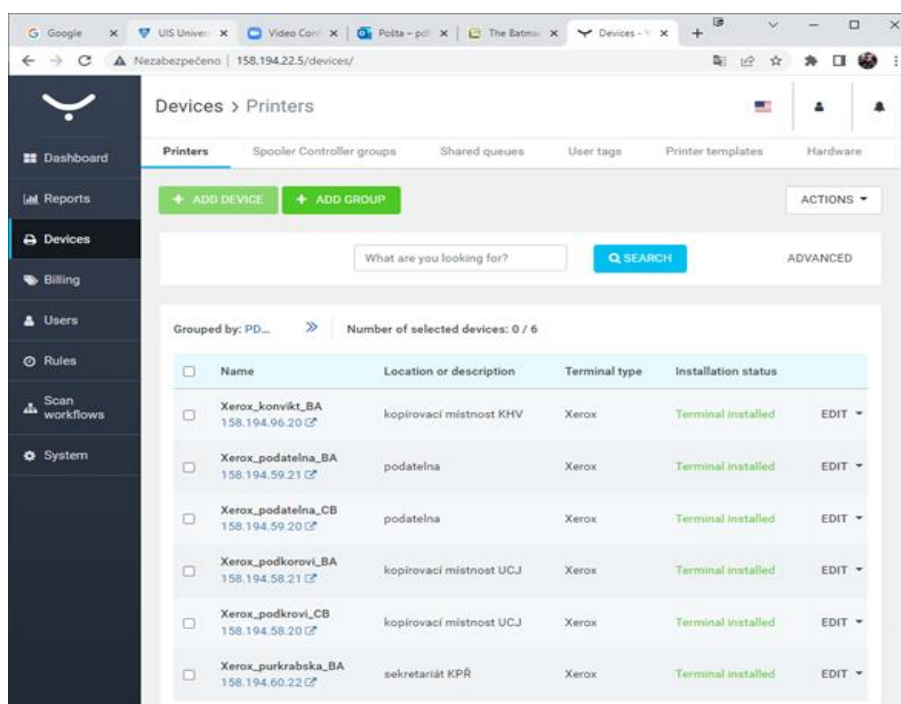 Google
UIS Univer:
Video Con
Pošta – pd
The Batma
Devices - Y
Nezabezpečeno
158.194.22.5/devices/
Devices > Printers
Dashboard
Reports
Devices
Billing
Users
Rules
Scan
workflows
System
Printers
Spooler Controller groups
Shared queues
User tags
Printer templates
Hardware
+ ADD DEVICE
+ ADD GROUP
ACTIONS
What are you looking for?
SEARCH
ADVANCED
Grouped by: PD...
Number of selected devices: 0 / 6
Name Location or description Terminal type Installation status
Xerox_konvikt_BA
158.194.96.20
kopírovací místnost KHV Xerox Terminal installed EDIT
Xerox_podatelna_BA
158.194.59.21
podatelna Xerox Terminal installed EDIT
Xerox_podatelna_CB
158.194.59.20
podatelna Xerox Terminal installed EDIT
Xerox_podkorovi_BA
158.194.58.21
kopírovací místnost UCJ Xerox Terminal installed EDIT
Xerox_podkrovi_CB
158.194.58.20
kopírovací místnost UCJ Xerox Terminal installed EDIT
Xerox_purkrabska_BA
158.194.60.22
sekretariát KPŘ Xerox Terminal installed EDIT